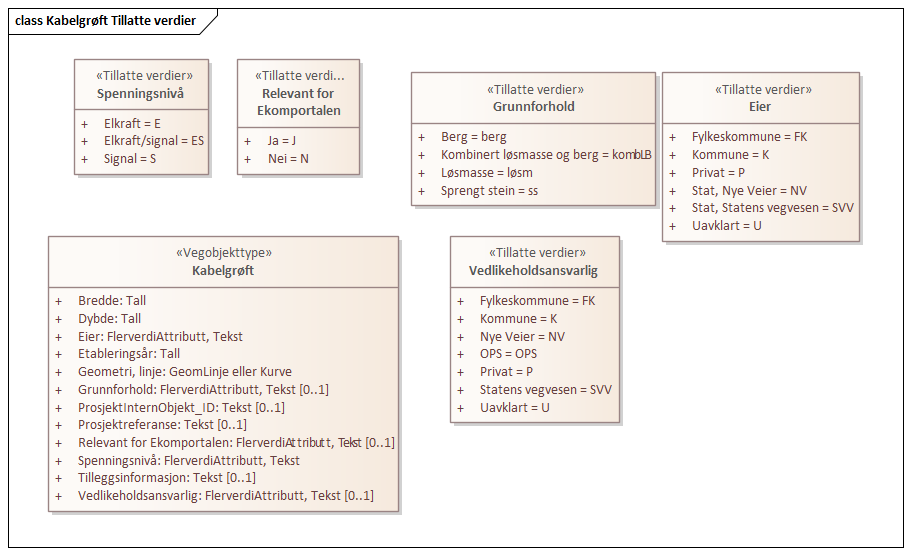 class Kabelgrøft Tillatte verdier
«Tillatte verdier»
Spenningsnivå
+ Elkraft = E
+ Elkraft/signal = ES
+ Signal = S
«Tillatte verdi...
Relevant for
Ekomportalen
+ Ja = J
+ Nei = N
«Tillatte verdier»
Grunnforhold
+ Berg = berg
+ Kombinert løsmasse og berg = kombLB
+ Løsmasse = løsm
+ Sprengt stein = ss
«Tillatte verdier»
Eier
+ Fylkeskommune = FK
+ Kommune = K
+ Privat = P
+ Stat, Nye Veier = NV
+ Stat, Statens vegvesen = SVV
+ Uavklart = U
«Vegobjekttype»
Kabelgrøft
+ Bredde: Tall
+ Dybde: Tall
+ Eier: FlerverdiAttributt, Tekst
+ Etableringsår: Tall
+ Geometri, linje: GeomLinje eller Kurve
+ Grunnforhold: FlerverdiAttributt, Tekst [0..1]
+ ProsjektInternObjekt_ID: Tekst [0..1]
+ Prosjektreferanse: Tekst [0..1]
+ Relevant for Ekomportalen: FlerverdiAttributt, Tekst [0..1]
+ Spenningsnivå: FlerverdiAttributt, Tekst
+ Tilleggsinformasjon: Tekst [0..1]
+ Vedlikeholdsansvarlig: FlerverdiAttributt, Tekst [0..1]
«Tillatte verdier»
Vedlikeholdsansvarlig
+ Fylkeskommune = FK
+ Kommune = K
+ Nye Veier = NV
+ OPS = OPS
+ Privat = P
+ Statens vegvesen = SVV
+ Uavklart = U